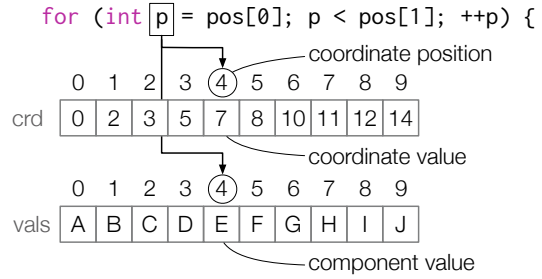 for (int p = pos[0]; p < pos[1]; ++p) {
coordinate position
0 1 2 3 4 5 6 7 8 9
crd 0 2 3 5 7 8 10 11 12 14
coordinate value
0 1 2 3 4 5 6 7 8 9
vals A B C D E F G H I J
component value